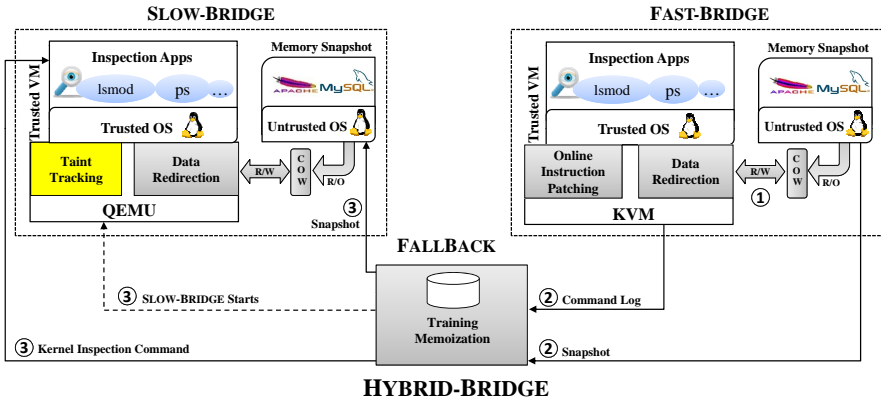 SLOW-BRIDGE
Trusted VM
Inspection Apps
lsmod
ps
...
Trusted OS
Memory Snapshot
APACHE
MySQL
Untrusted OS
Taint
Tracking
Data
Redirection
QEMU
R/W
COW
R/O
③
Snapshot
FAST-BRIDGE
Trusted VM
Inspection Apps
lsmod
ps
...
Trusted OS
Memory Snapshot
APACHE
MySQL
Untrusted OS
Online
Instruction
Patching
Data
Redirection
KVM
R/W
①
COW
R/O
FALLBACK
Training
Memoization
③ SLOW-BRIDGE Starts
③ Kernel Inspection Command
② Command Log
② Snapshot
HYBRID-BRIDGE